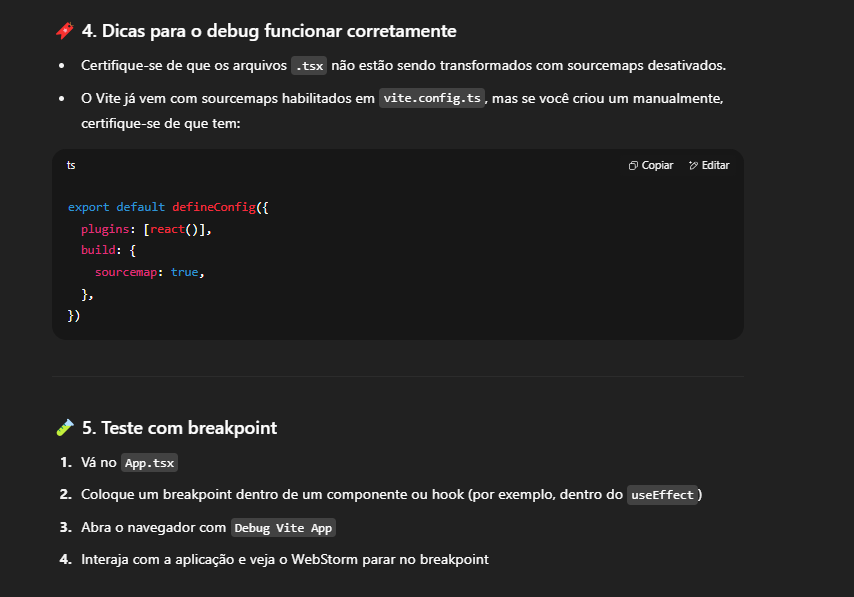 4. Dicas para o debug funcionar corretamente
• Certifique-se de que os arquivos .tsx não estão sendo transformados com sourcemaps desativados.
• O Vite já vem com sourcemaps habilitados em vite.config.ts, mas se você criou um manualmente,
certifique-se de que tem:
ts Copiar Editar
export default defineConfig({
  plugins: [react()],
  build: {
    sourcemap: true,
  },
})
5. Teste com breakpoint
1. Vá no App.tsx
2. Coloque um breakpoint dentro de um componente ou hook (por exemplo, dentro do useEffect)
3. Abra o navegador com Debug Vite App
4. Interaja com a aplicação e veja o WebStorm parar no breakpoint